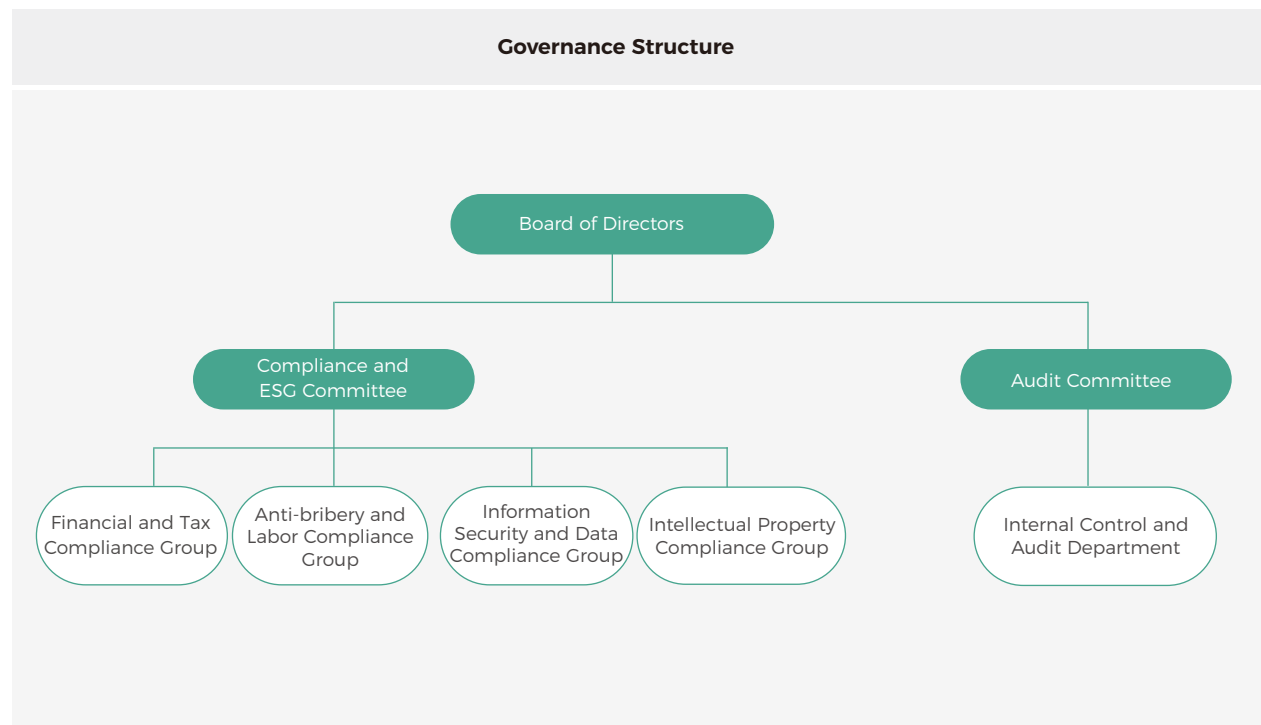 Governance Structure
Board of Directors
Compliance and
ESG Committee
Audit Committee
Financial and Tax
Compliance Group
Anti-bribery and
Labor Compliance
Group
Information
Security and Data
Compliance Group
Intellectual Property
Compliance Group
Internal Control and
Audit Department